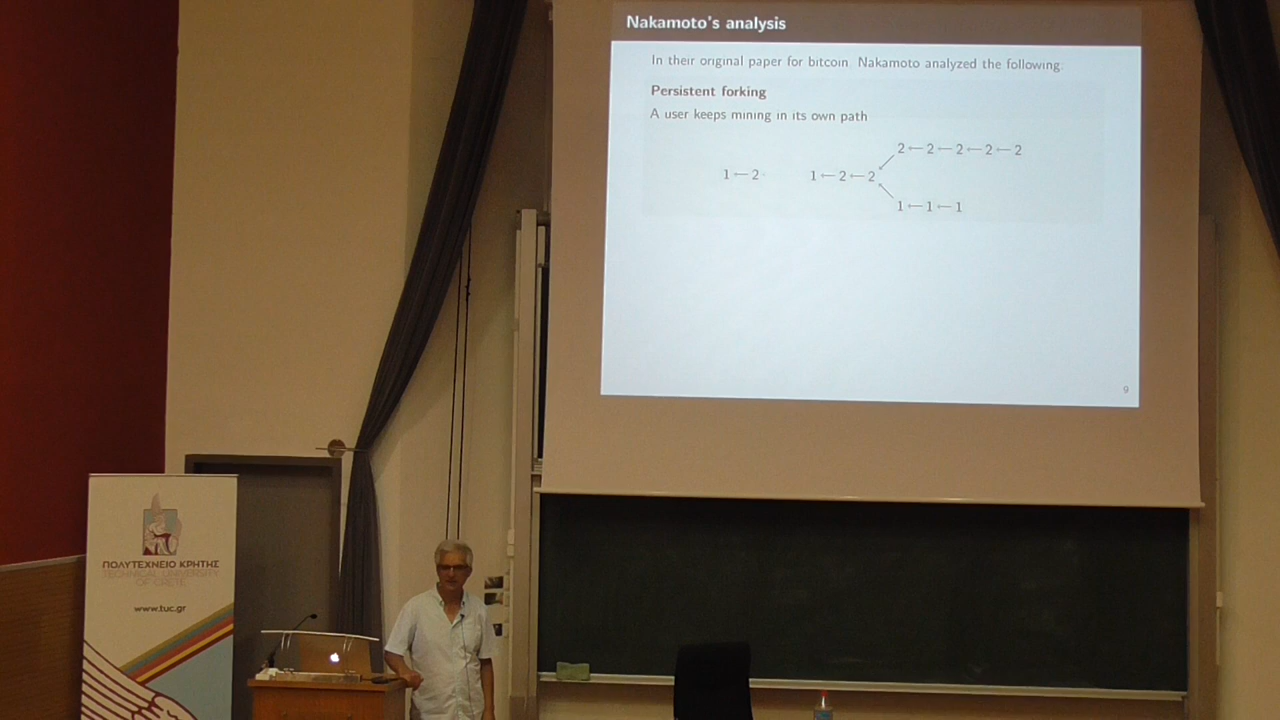 Nakamoto's analysis
In their original paper for bitcoin Nakamoto analyzed the following
Persistent forking
A user keeps mining in its own path
2 ← 2 ← 2 ← 2 ← 2
1 ← 2 1 ← 2 ← 2
1 ← 1 ← 1
9
ΠΟΛΥΤΕΧΝΕΙΟ ΚΡΗΤΗΣ
TECHNICAL UNIVERSITY
OF CRETE
www.tuc.gr